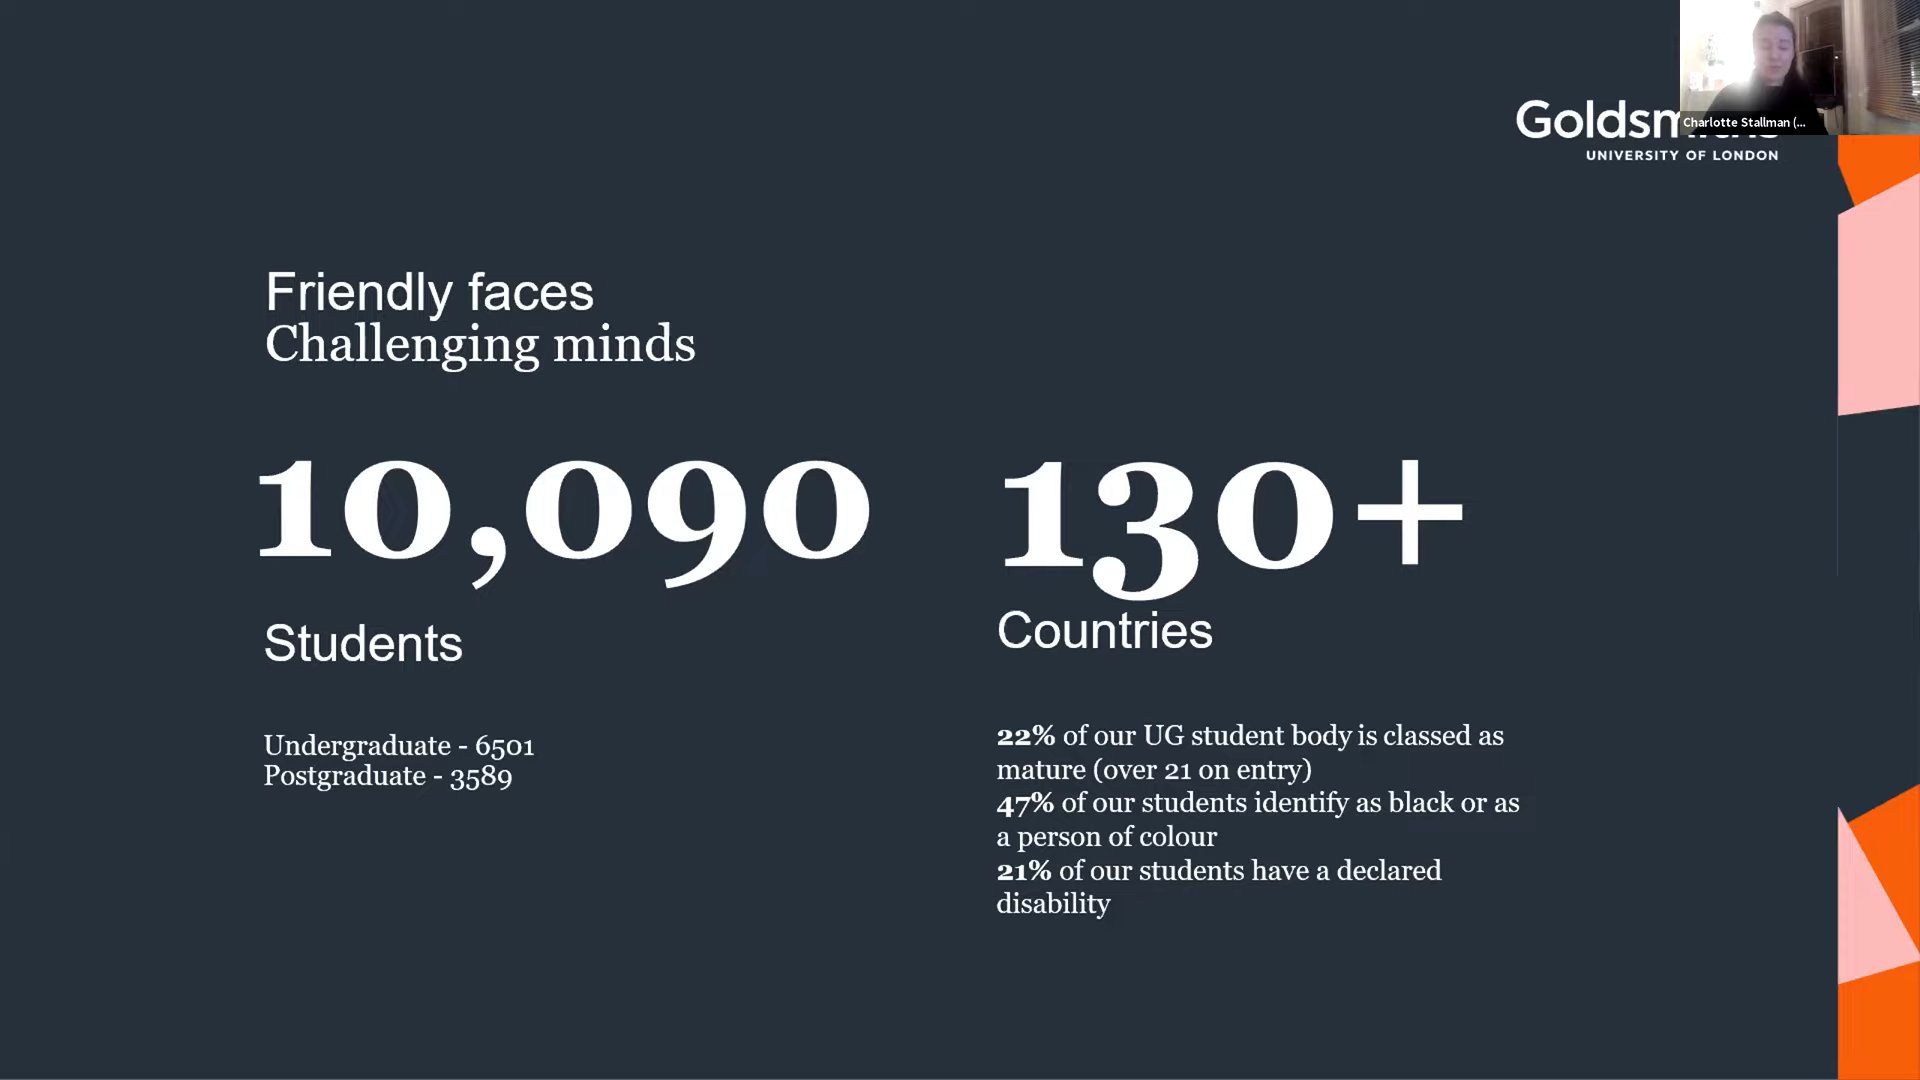 Charlotte Stallman (...
UNIVERSITY OF LONDON
Friendly faces
Challenging minds
10,090
130+
Students
Countries
Undergraduate - 6501
Postgraduate - 3589
22% of our UG student body is classed as
mature (over 21 on entry)
47% of our students identify as black or as
a person of colour
21% of our students have a declared
disability